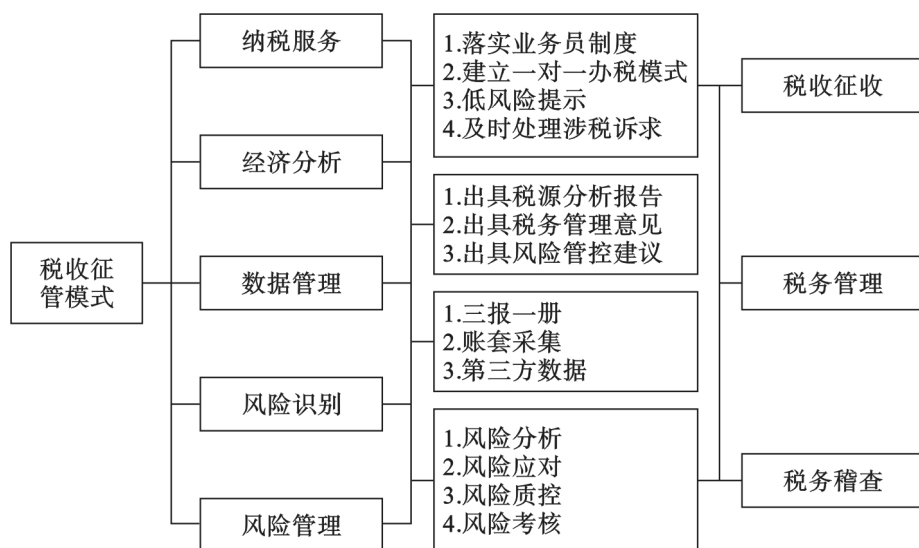 税收征
管模式
纳税服务
经济分析
数据管理
风险识别
风险管理
1.落实业务员制度
2.建立一对一办税模式
3.低风险提示
4.及时处理涉税诉求
1.出具税源分析报告
2.出具税务管理意见
3.出具风险管控建议
1.三报一册
2.账套采集
3.第三方数据
1.风险分析
2.风险应对
3.风险质控
4.风险考核
税收征收
税务管理
税务稽查